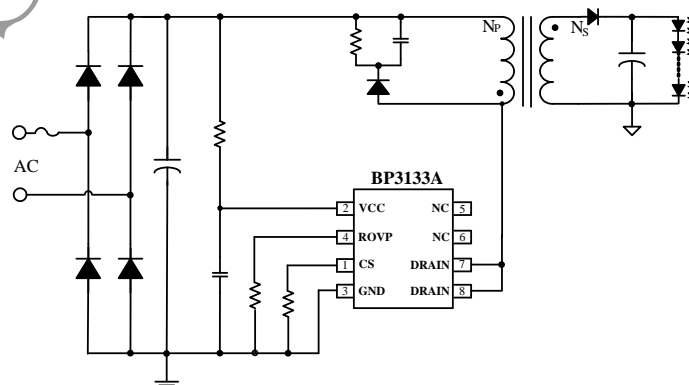 NP
NS
AC
BP3133A
2 VCC NC 5
4 ROVP NC 6
1 CS DRAIN 7
3 GND DRAIN 8